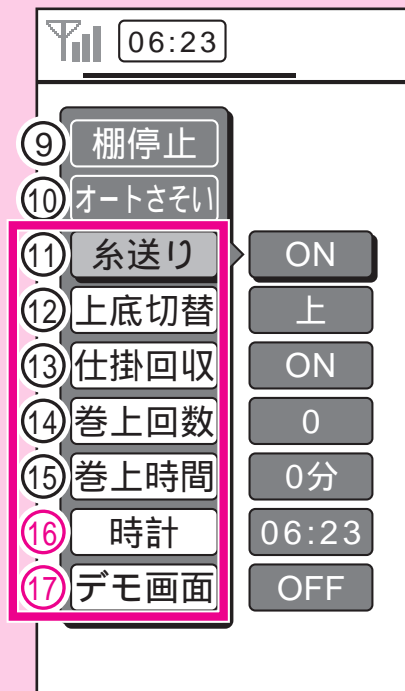 06:23
⑨ 棚停止
⑩ オートさそい
⑪ 糸送り ON
⑫ 上底切替 上
⑬ 仕掛回収 ON
⑭ 巻上回数 0
⑮ 巻上時間 0分
⑯ 時計 06:23
⑰ デモ画面 OFF